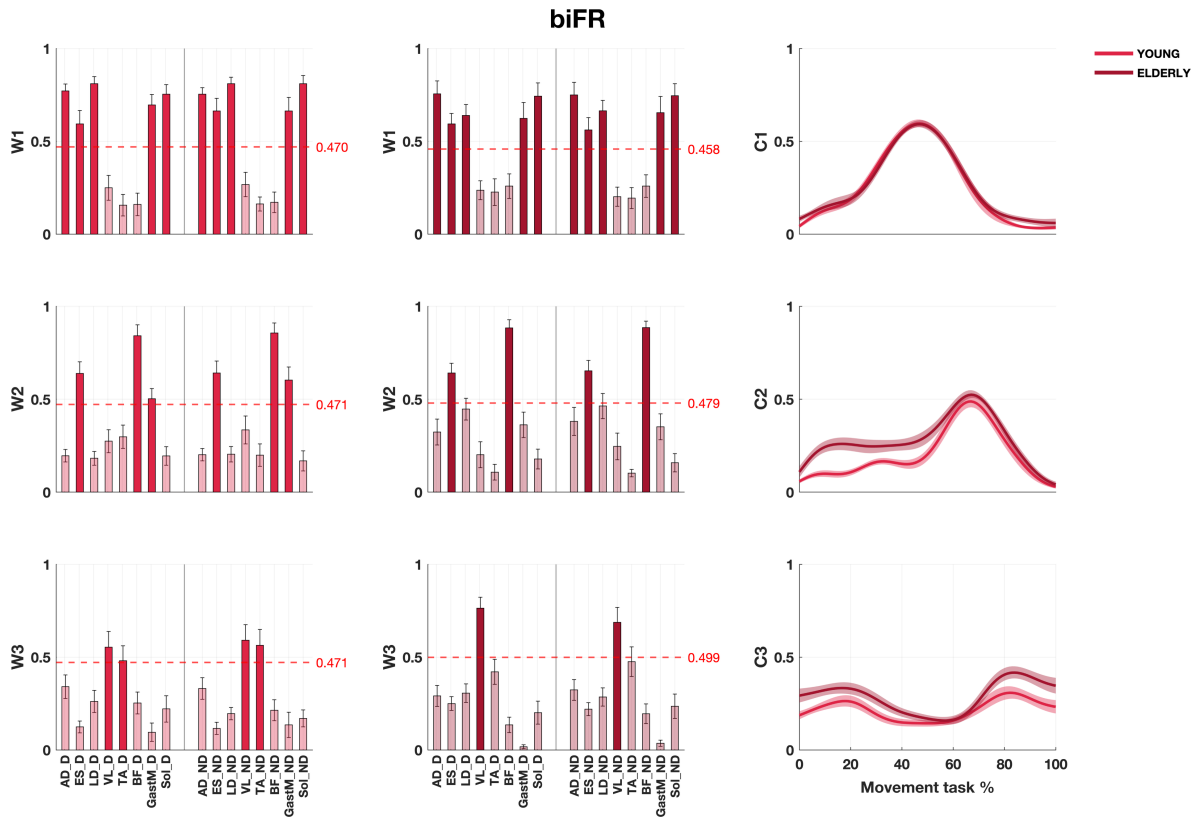 biFR
YOUNG
ELDERLY
1
0.5
0
W1
0.470
1
0.5
0
W1
0.458
1
0.5
0
C1
1
0.5
0
W2
0.471
1
0.5
0
W2
0.479
1
0.5
0
C2
1
0.5
0
W3
0.471
AD_D
ES_D
LD_D
VL_D
TA_D
BF_D
GastM_D
Sol_D
AD_ND
ES_ND
LD_ND
VL_ND
TA_ND
BF_ND
GastM_ND
Sol_ND
1
0.5
0
W3
0.499
AD_D
ES_D
LD_D
VL_D
TA_D
BF_D
GastM_D
Sol_D
AD_ND
ES_ND
LD_ND
VL_ND
TA_ND
BF_ND
GastM_ND
Sol_ND
1
0.5
0
C3
0 20 40 60 80 100
Movement task %